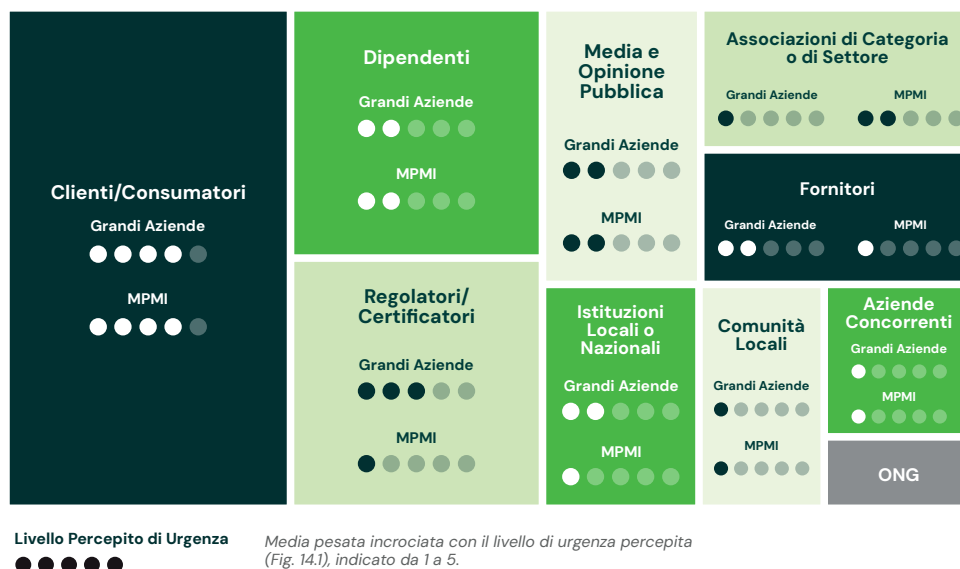 Clienti/Consumatori
Grandi Aziende
MPMI
Dipendenti
Grandi Aziende
MPMI
Regolatori/
Certificatori
Grandi Aziende
MPMI
Media e
Opinione
Pubblica
Grandi Aziende
MPMI
Istituzioni
Locali o
Nazionali
Grandi Aziende
MPMI
Associazioni di Categoria
o di Settore
Grandi Aziende MPMI
Fornitori
Grandi Aziende MPMI
Comunità
Locali
Grandi Aziende
MPMI
Aziende
Concorrenti
Grandi Aziende
MPMI
ONG
Livello Percepito di Urgenza
Media pesata incrociata con il livello di urgenza percepita
(Fig. 14.1), indicato da 1 a 5.